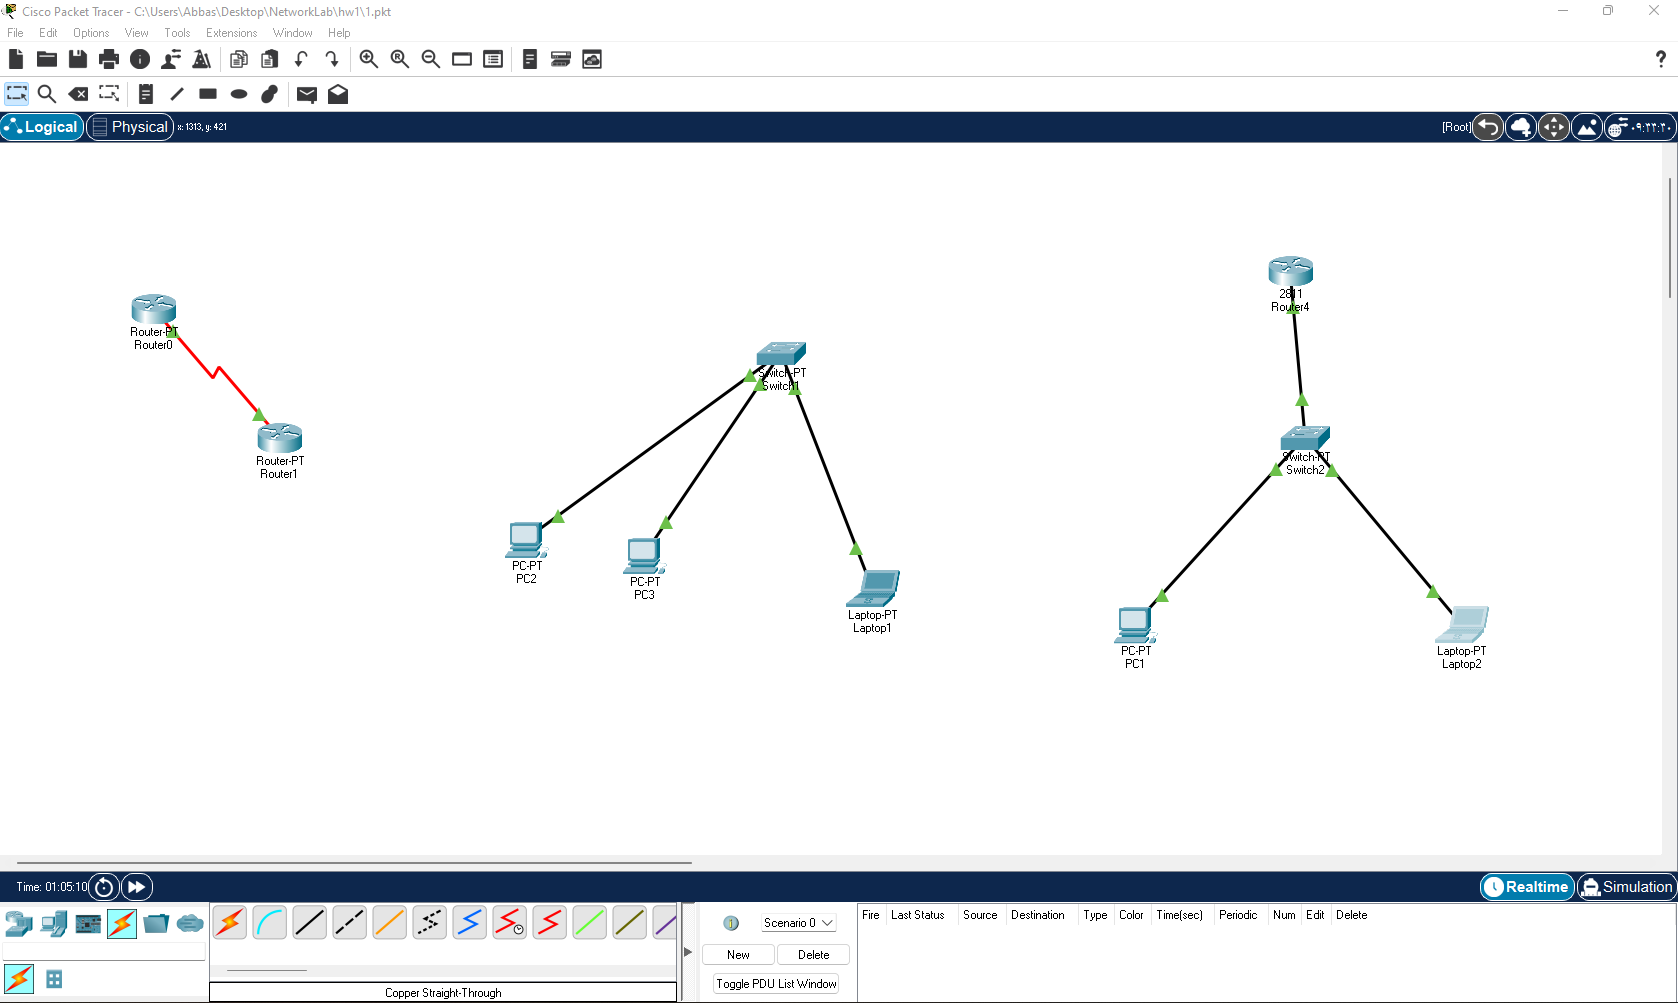 Cisco Packet Tracer - C:\Users\Abbas\Desktop\NetworkLab\hw1\1.pkt
File Edit Options View Tools Extensions Window Help
?
Logical Physical x: 1313, y: 421 [Root] ۰۹:۳۳:۳۰
2811
Router4
Router-PT
Router0
Switch-PT
Switch1
Router-PT
Router1
Switch-PT
Switch2
PC-PT
PC2
PC-PT
PC3
Laptop-PT
Laptop1
PC-PT
PC1
Laptop-PT
Laptop2
Time: 01:05:10 Realtime Simulation
Scenario 0
Fire Last Status Source Destination Type Color Time(sec) Periodic Num Edit Delete
New Delete
Toggle PDU List Window
Copper Straight-Through